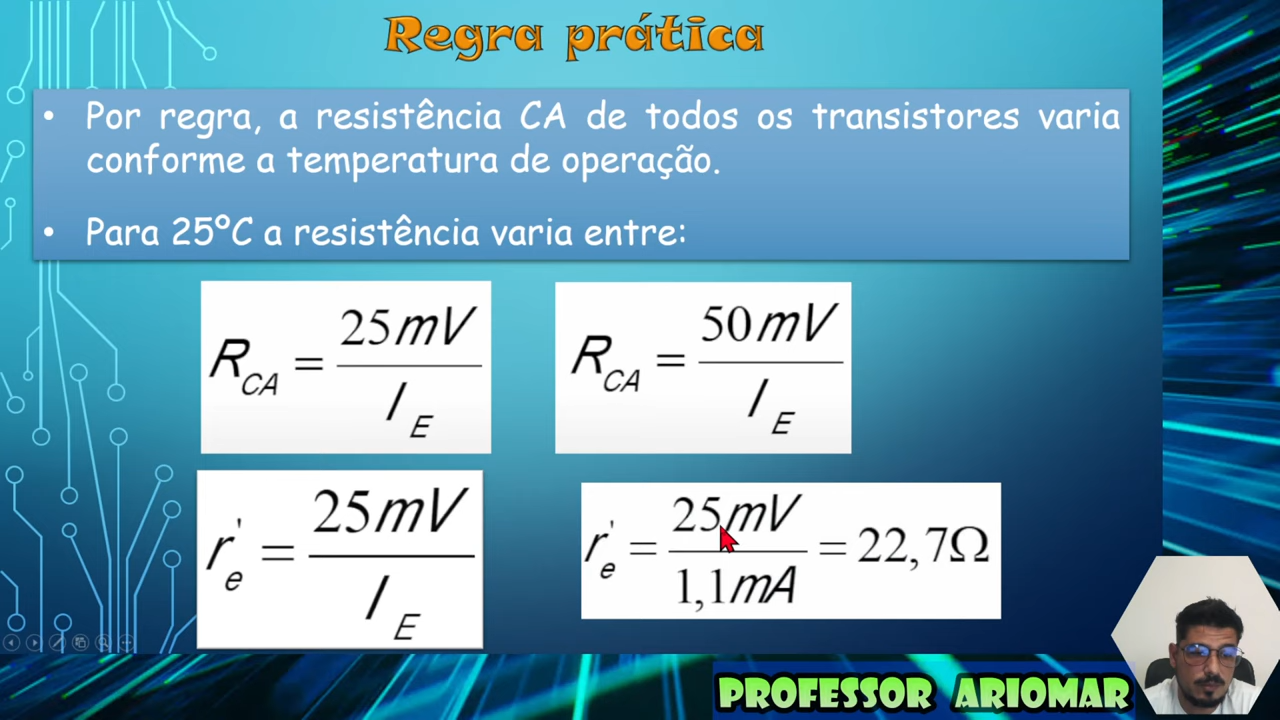 Regra prática
• Por regra, a resistência CA de todos os transistores varia
conforme a temperatura de operação.
• Para 25ºC a resistência varia entre:
R_CA = 25mV / I_E
R_CA = 50mV / I_E
r'_e = 25mV / I_E
r'_e = 25mV / 1,1mA = 22,7Ω
PROFESSOR ARIOMAR